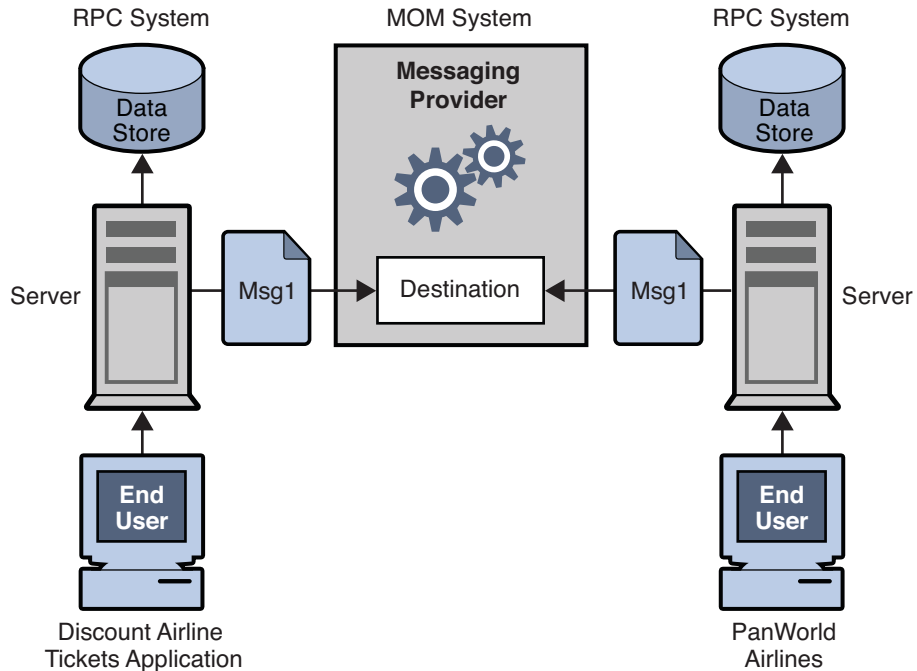 RPC System
MOM System
RPC System
Data
Store
Messaging
Provider
Data
Store
Server
Msg1
Destination
Msg1
Server
End
User
End
User
Discount Airline
Tickets Application
PanWorld
Airlines